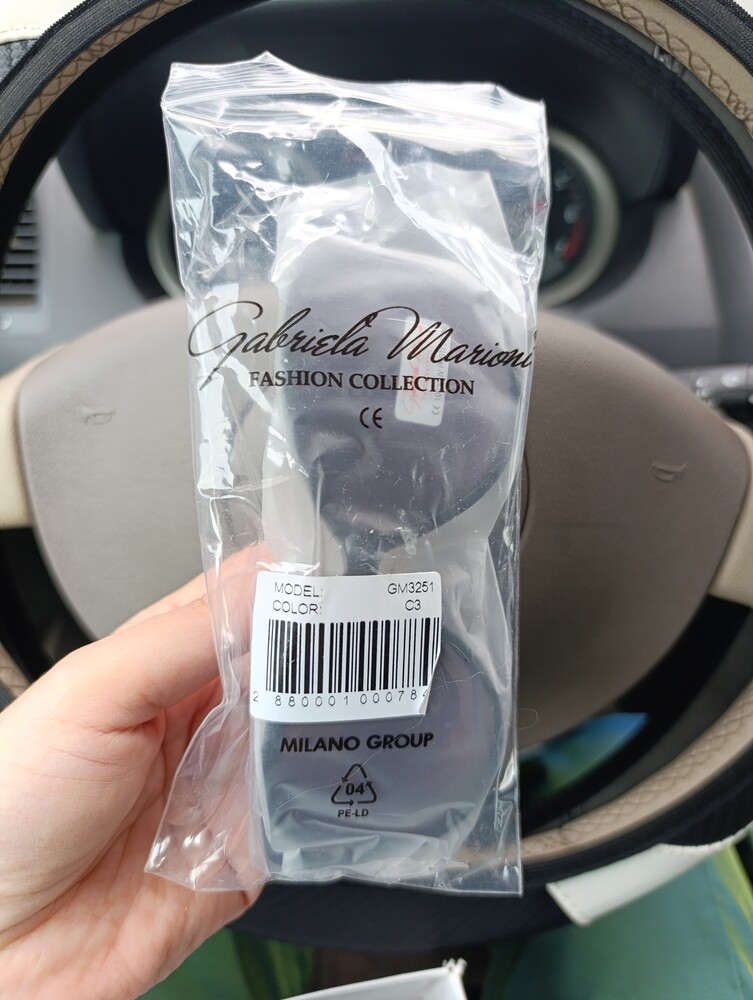 Gabriela Marioni
FASHION COLLECTION
CE
MODEL: GM3251
COLOR: C3
2 880001 000784
MILANO GROUP
04
PE-LD